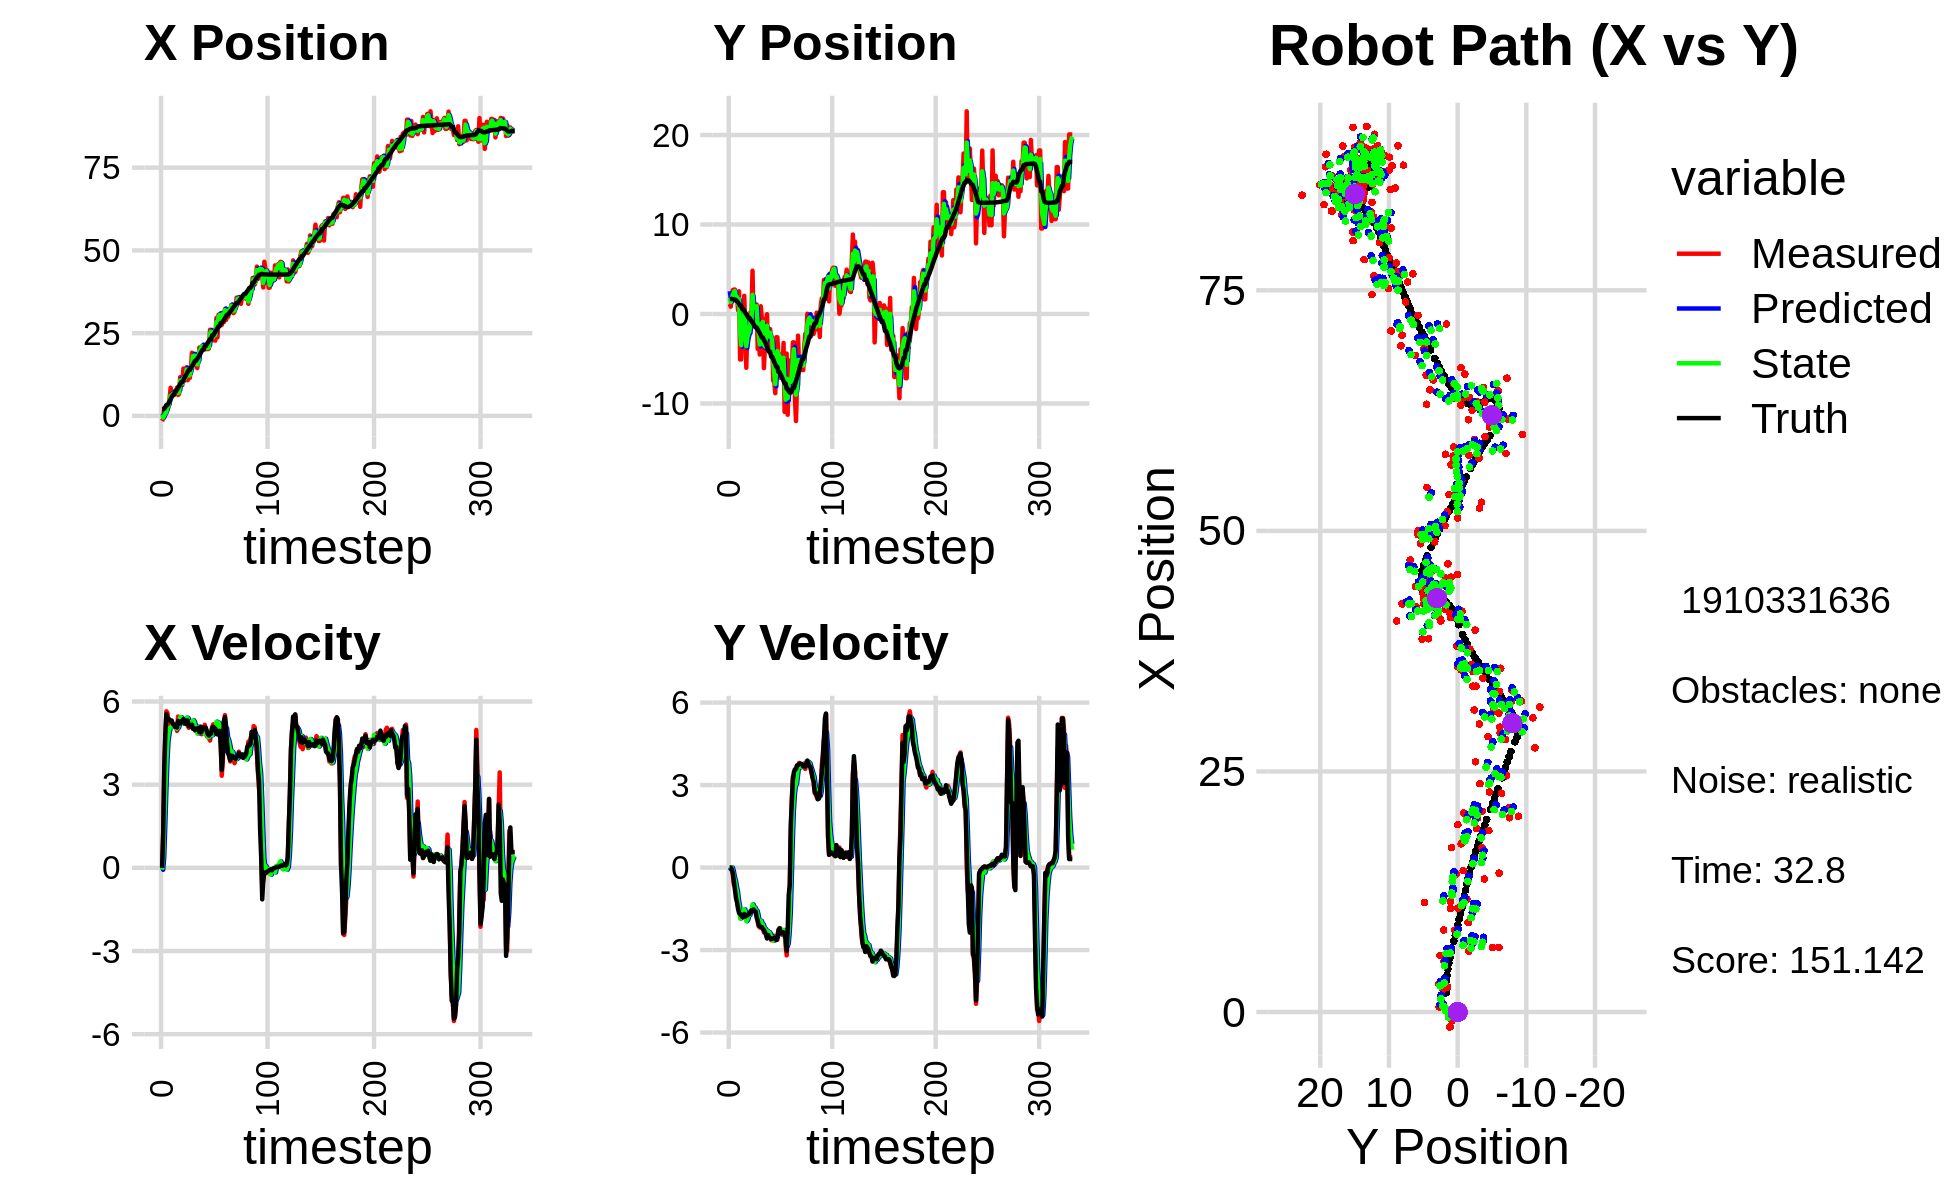 X Position
75
50
25
0
0
100
200
300
timestep
Y Position
20
10
0
-10
0
100
200
300
timestep
X Velocity
6
3
0
-3
-6
0
100
200
300
timestep
Y Velocity
6
3
0
-3
-6
0
100
200
300
timestep
Robot Path (X vs Y)
X Position
75
50
25
0
20 10 0 -10 -20
Y Position
variable
Measured
Predicted
State
Truth
1910331636
Obstacles: none
Noise: realistic
Time: 32.8
Score: 151.142